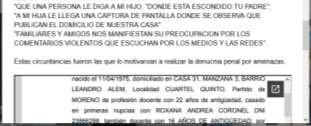 "QUE UNA PERSONA LE DIGA A MI HIJO: "DONDE ESTA ESCONDIDO TU PADRE";
"A MI HIJA LE LLEGA UNA CAPTURA DE PANTALLA DONDE SE OBSERVA QUE
PUBLICAN EL DOMICILIO DE NUESTRA CASA"
"FAMILIARES Y AMIGOS NOS MANIFIESTAN SU PREOCUPACION POR LOS
COMENTARIOS VIOLENTOS QUE ESCUCHAN POR LOS MEDIOS Y LAS REDES".
Estas circunstancias fueron las que lo motivaron a realizar la denuncia penal por amenazas.
nacido el 11/04/1975, domiciliado en CASA 31, MANZANA 3, BARRIO
LEANDRO ALEM, Localidad CUARTEL QUINTO, Partido de
MORENO de profesión docente con 22 años de antigüedad, casado
en primeras nupcias con ROXANA ANDREA CORONEL DNI
también docente con 16 AÑOS DE ANTIGÜEDAD; por